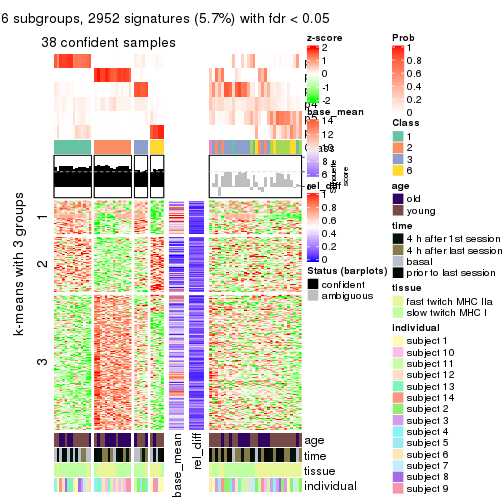 6 subgroups, 2952 signatures (5.7%) with fdr < 0.05
38 confident samples
k-means with 3 groups
1
2
3
base_mean
rel_diff
age
time
tissue
individual
z-score
2
1
0
-1
-2
base_mean
14
12
10
8
6
rel_diff
1
0.8
0.6
0.4
0.2
0
Status (barplots)
confident
ambiguous
Prob
1
0.8
0.6
0.4
0.2
0
Class
1
2
3
6
age
old
young
time
4 h after 1st session
4 h after last session
basal
prior to last session
tissue
fast twitch MHC IIa
slow twitch MHC I
individual
subject 1
subject 10
subject 11
subject 12
subject 13
subject 14
subject 2
subject 3
subject 4
subject 5
subject 6
subject 7
subject 8
subject 9